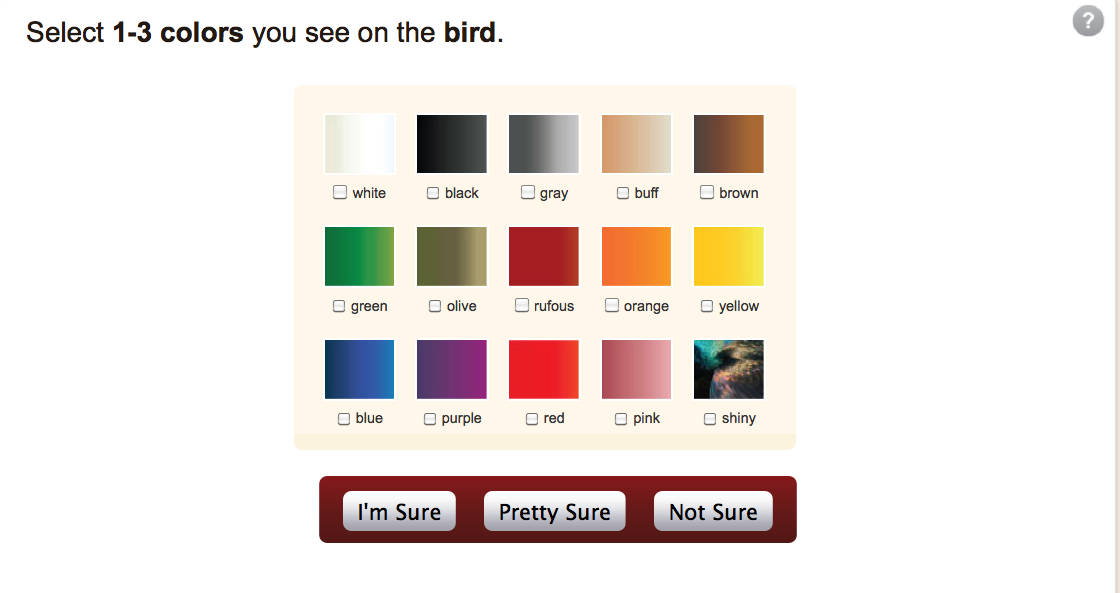 Select 1-3 colors you see on the bird.
?
white black gray buff brown
green olive rufous orange yellow
blue purple red pink shiny
I'm Sure Pretty Sure Not Sure